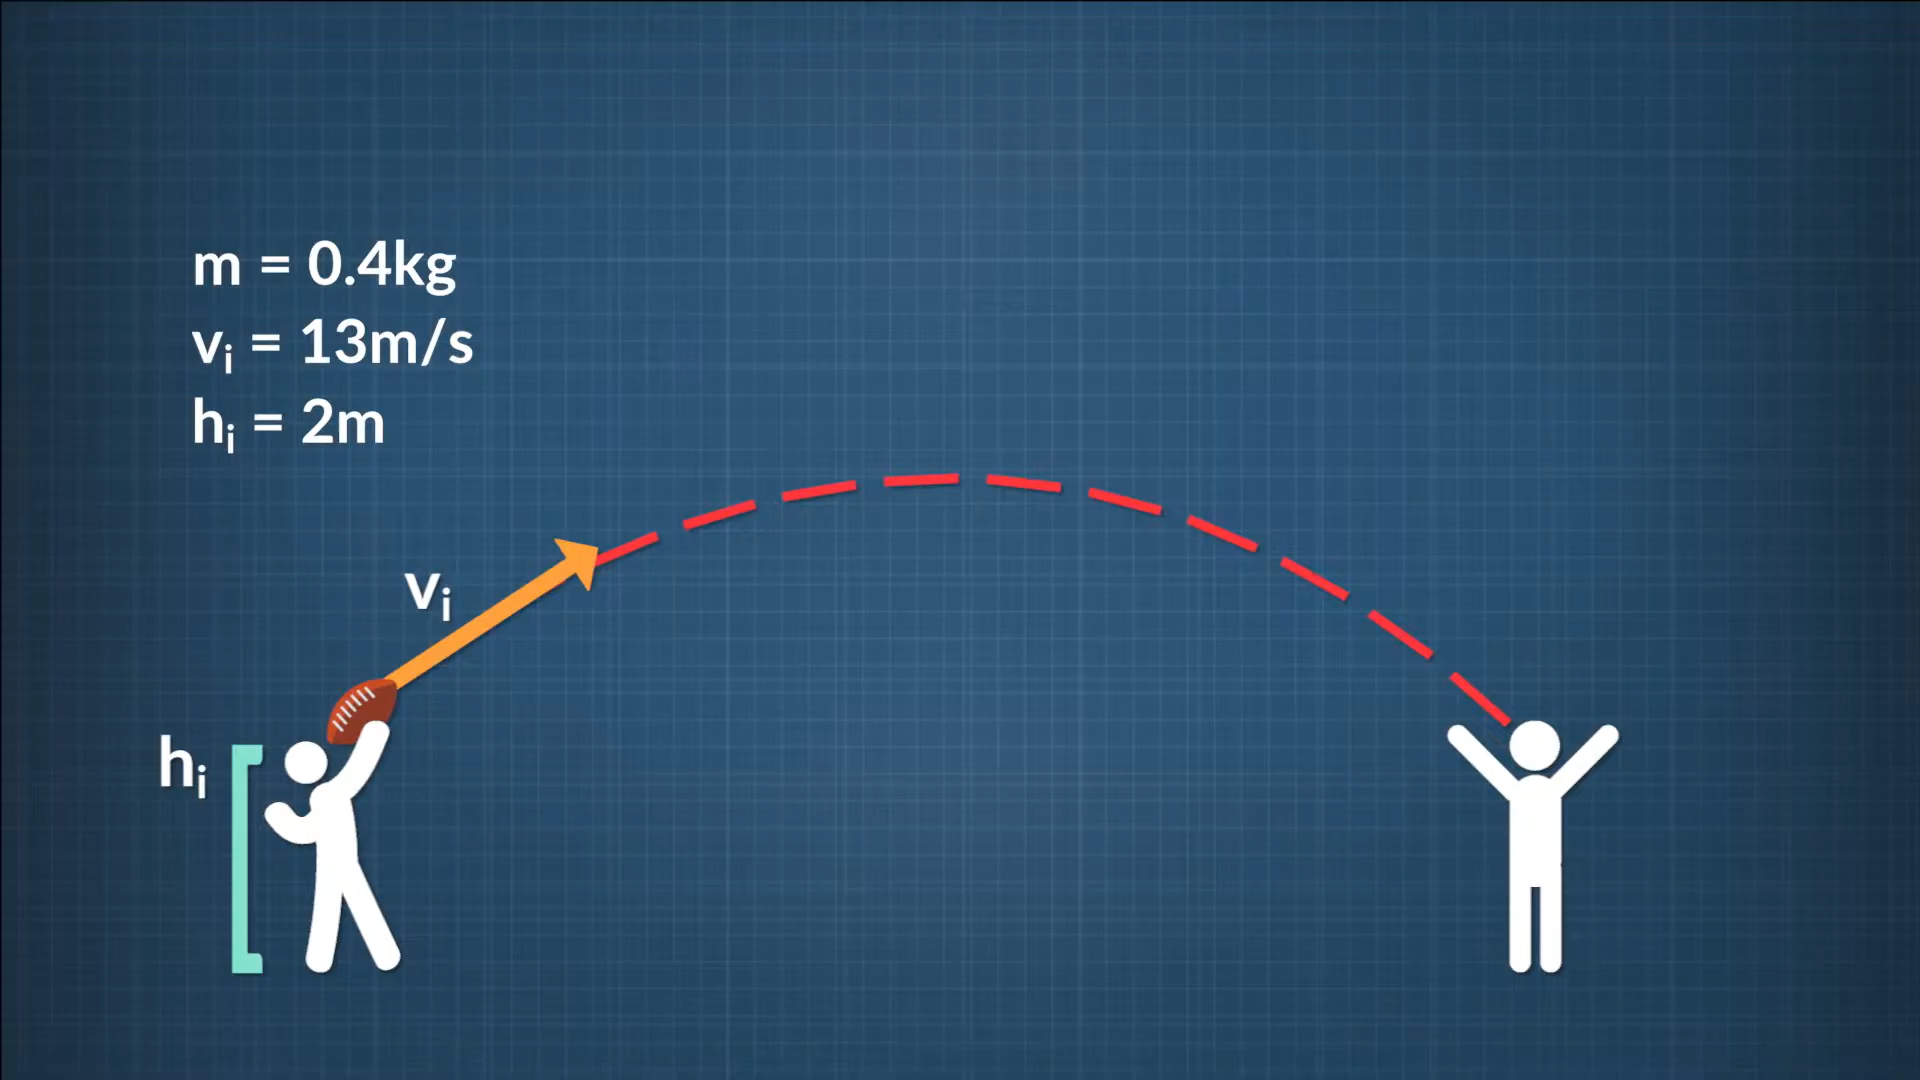 m = 0.4kg
vᵢ = 13m/s
hᵢ = 2m
vᵢ
hᵢ